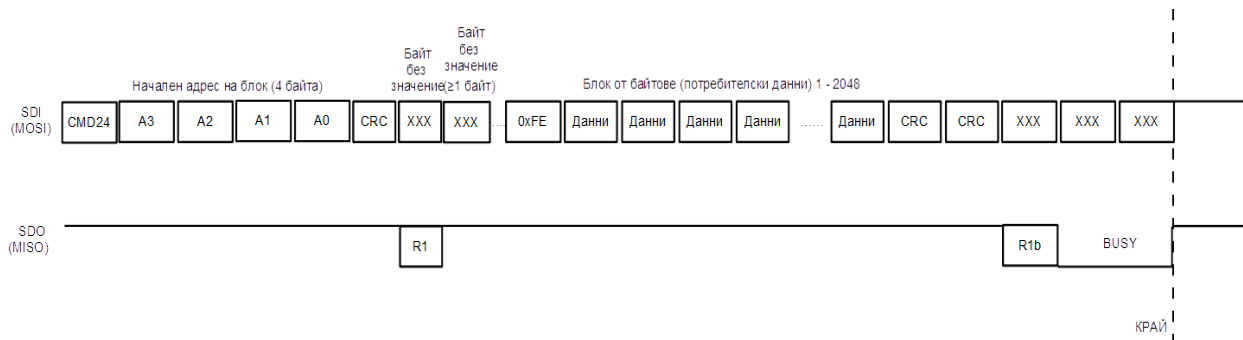 Байт
без
значение
(≥1 байт)
Байт
без
значение
Начален адрес на блок (4 байта)
Блок от байтове (потребителски данни) 1 - 2048
SDI
(MOSI)
CMD24 A3 A2 A1 A0 CRC XXX XXX .... 0xFE Данни Данни Данни Данни ...... Данни CRC CRC XXX XXX XXX
SDO
(MISO)
R1 R1b BUSY
КРАЙ